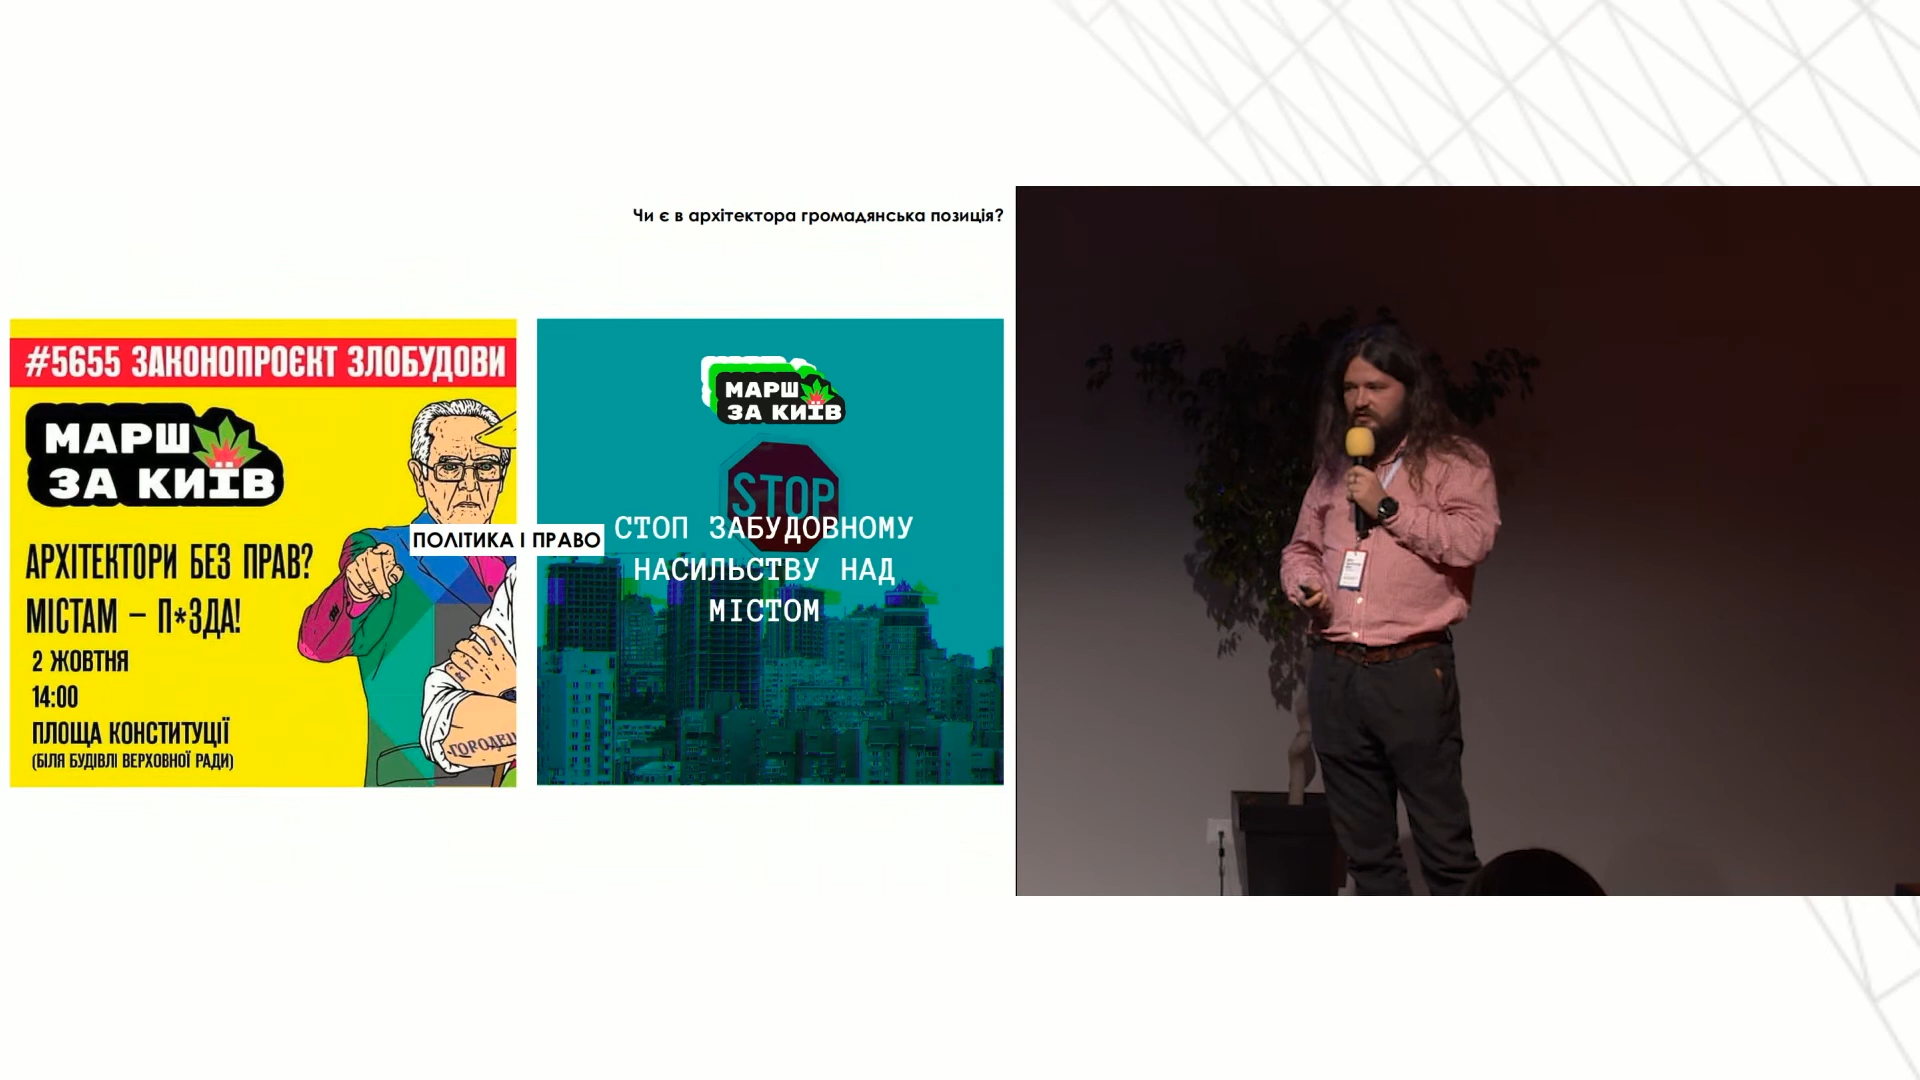 Чи є в архітектора громадянська позиція?
#5655 ЗАКОНОПРОЄКТ ЗЛОБУДОВИ
МАРШ
ЗА КИЇВ
АРХІТЕКТОРИ БЕЗ ПРАВ?
МІСТАМ – П*ЗДА!
2 ЖОВТНЯ
14:00
ПЛОЩА КОНСТИТУЦІЇ
(БІЛЯ БУДІВЛІ ВЕРХОВНОЇ РАДИ)
ПОЛІТИКА І ПРАВО
МАРШ
ЗА КИЇВ
STOP
СТОП ЗАБУДОВНОМУ
НАСИЛЬСТВУ НАД
МІСТОМ